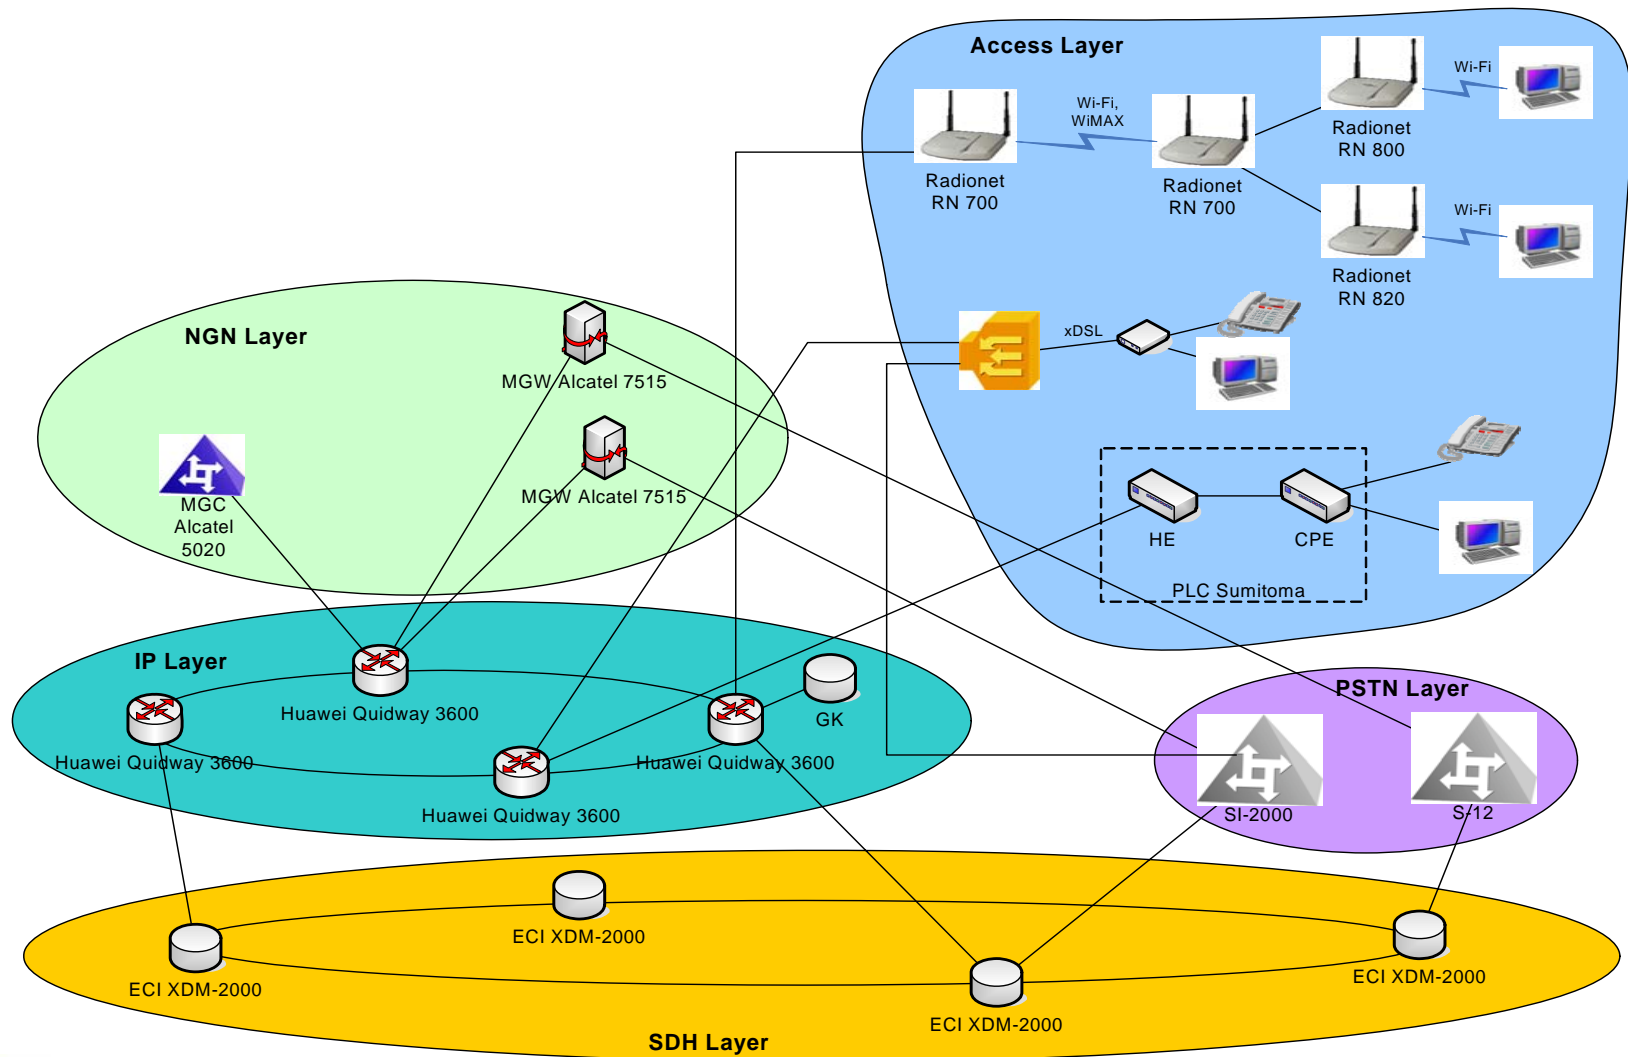 Access Layer
Wi-Fi
Wi-Fi,
WiMAX
Radionet
RN 800
Radionet
RN 700
Radionet
RN 700
Wi-Fi
Radionet
RN 820
NGN Layer
xDSL
MGW Alcatel 7515
MGW Alcatel 7515
MGC
Alcatel
5020
HE
CPE
PLC Sumitoma
IP Layer
PSTN Layer
Huawei Quidway 3600
GK
Huawei Quidway 3600
Huawei Quidway 3600
Huawei Quidway 3600
SI-2000
S-12
ECI XDM-2000
ECI XDM-2000
ECI XDM-2000
ECI XDM-2000
SDH Layer